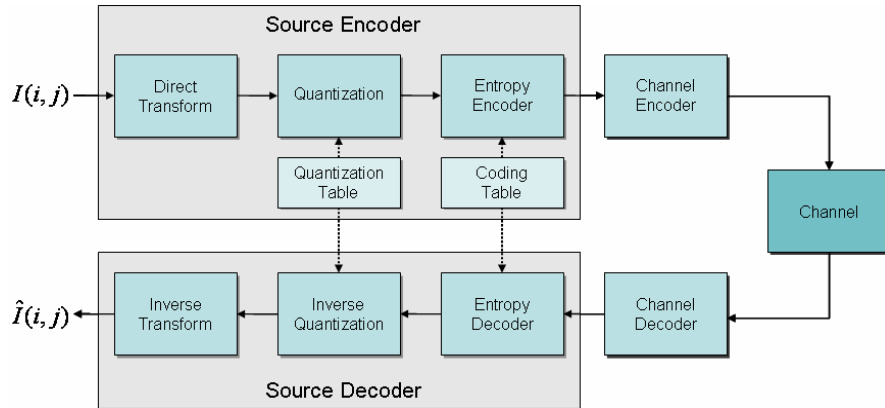 Source Encoder
I(i, j)
Direct
Transform
Quantization
Entropy
Encoder
Channel
Encoder
Quantization
Table
Coding
Table
Channel
Î(i, j)
Inverse
Transform
Inverse
Quantization
Entropy
Decoder
Channel
Decoder
Source Decoder